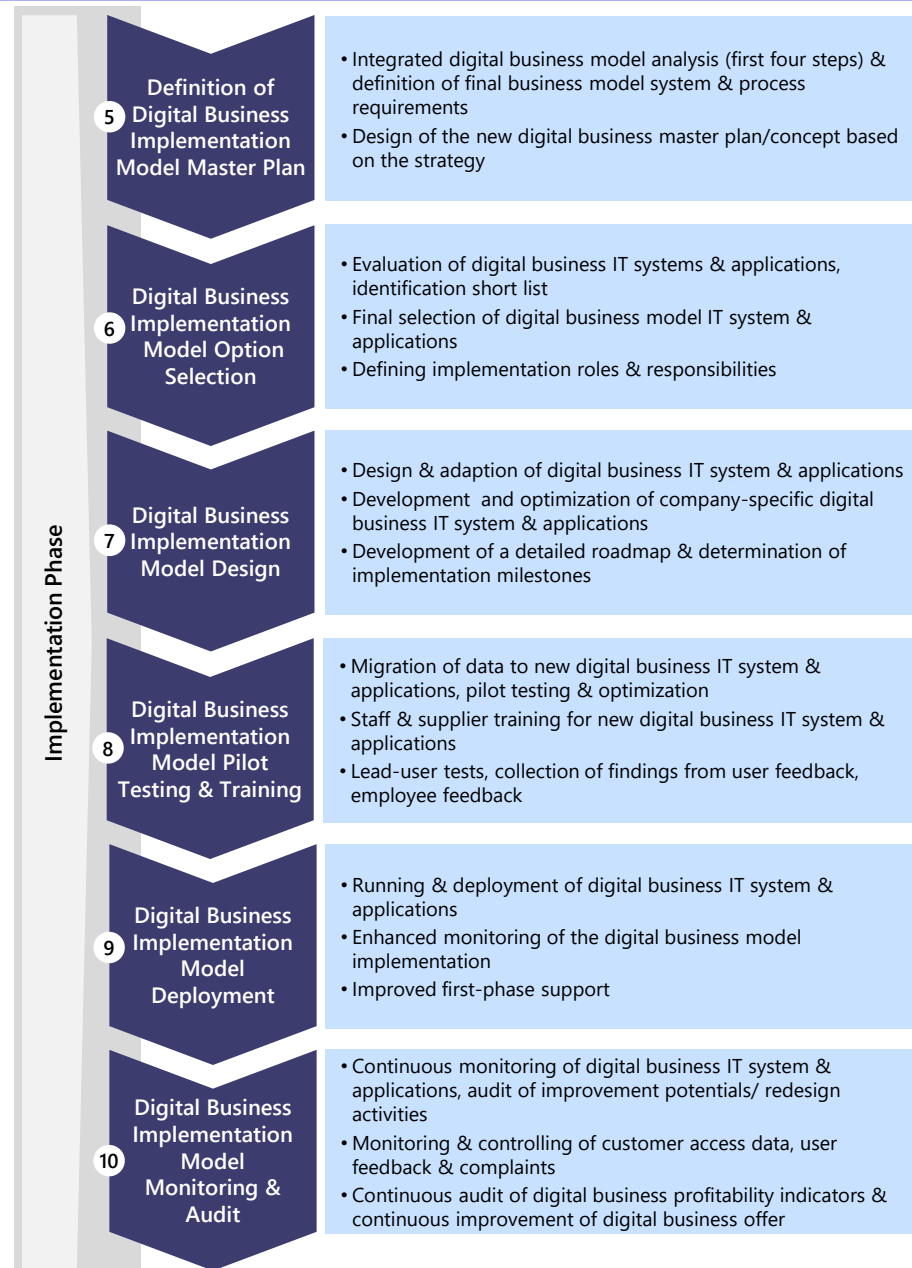 Implementation Phase
5
Definition of
Digital Business
Implementation
Model Master Plan
• Integrated digital business model analysis (first four steps) &
definition of final business model system & process
requirements
• Design of the new digital business master plan/concept based
on the strategy
6
Digital Business
Implementation
Model Option
Selection
• Evaluation of digital business IT systems & applications,
identification short list
• Final selection of digital business model IT system &
applications
• Defining implementation roles & responsibilities
7
Digital Business
Implementation
Model Design
• Design & adaption of digital business IT system & applications
• Development and optimization of company-specific digital
business IT system & applications
• Development of a detailed roadmap & determination of
implementation milestones
8
Digital Business
Implementation
Model Pilot
Testing & Training
• Migration of data to new digital business IT system &
applications, pilot testing & optimization
• Staff & supplier training for new digital business IT system &
applications
• Lead-user tests, collection of findings from user feedback,
employee feedback
9
Digital Business
Implementation
Model
Deployment
• Running & deployment of digital business IT system &
applications
• Enhanced monitoring of the digital business model
implementation
• Improved first-phase support
10
Digital Business
Implementation
Model
Monitoring &
Audit
• Continuous monitoring of digital business IT system &
applications, audit of improvement potentials/ redesign
activities
• Monitoring & controlling of customer access data, user
feedback & complaints
• Continuous audit of digital business profitability indicators &
continuous improvement of digital business offer